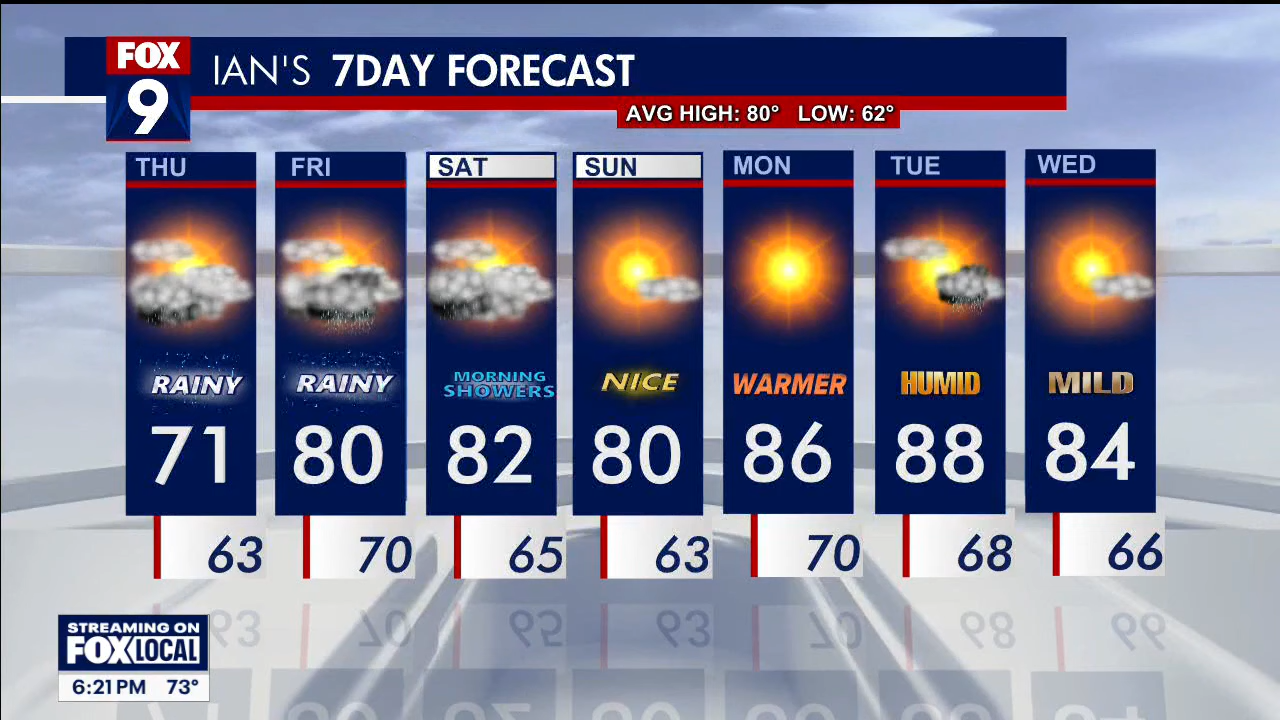 FOX
9
IAN'S 7DAY FORECAST
AVG HIGH: 80° LOW: 62°
THU FRI SAT SUN MON TUE WED
RAINY RAINY MORNING SHOWERS NICE WARMER HUMID MILD
71 80 82 80 86 88 84
63 70 65 63 70 68 66
STREAMING ON
FOX LOCAL
6:21 PM 73°